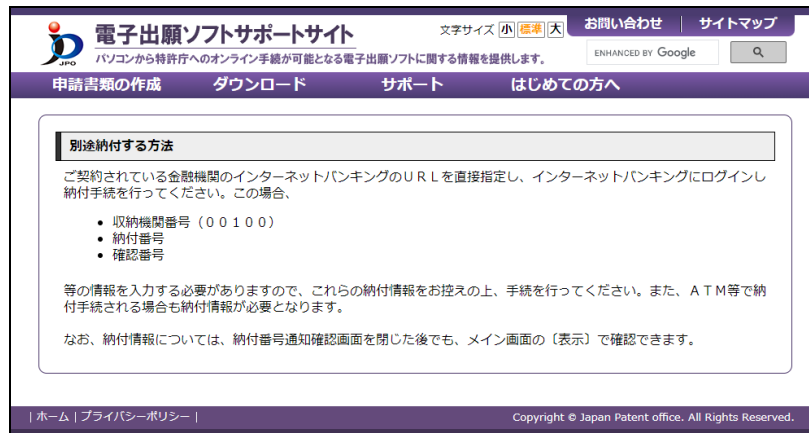 JPO
電子出願ソフトサポートサイト
文字サイズ 小 標準 大
お問い合わせ
サイトマップ
パソコンから特許庁へのオンライン手続が可能となる電子出願ソフトに関する情報を提供します。
ENHANCED BY Google
申請書類の作成 ダウンロード サポート はじめての方へ
別途納付する方法
ご契約されている金融機関のインターネットバンキングのＵＲＬを直接指定し、インターネットバンキングにログインし
納付手続を行ってください。この場合、
• 収納機関番号（００１００）
• 納付番号
• 確認番号
等の情報を入力する必要がありますので、これらの納付情報をお控えの上、手続を行ってください。また、ＡＴＭ等で納
付手続される場合も納付情報が必要となります。
なお、納付情報については、納付番号通知確認画面を閉じた後でも、メイン画面の〔表示〕で確認できます。
| ホーム | プライバシーポリシー |
Copyright © Japan Patent office. All Rights Reserved.